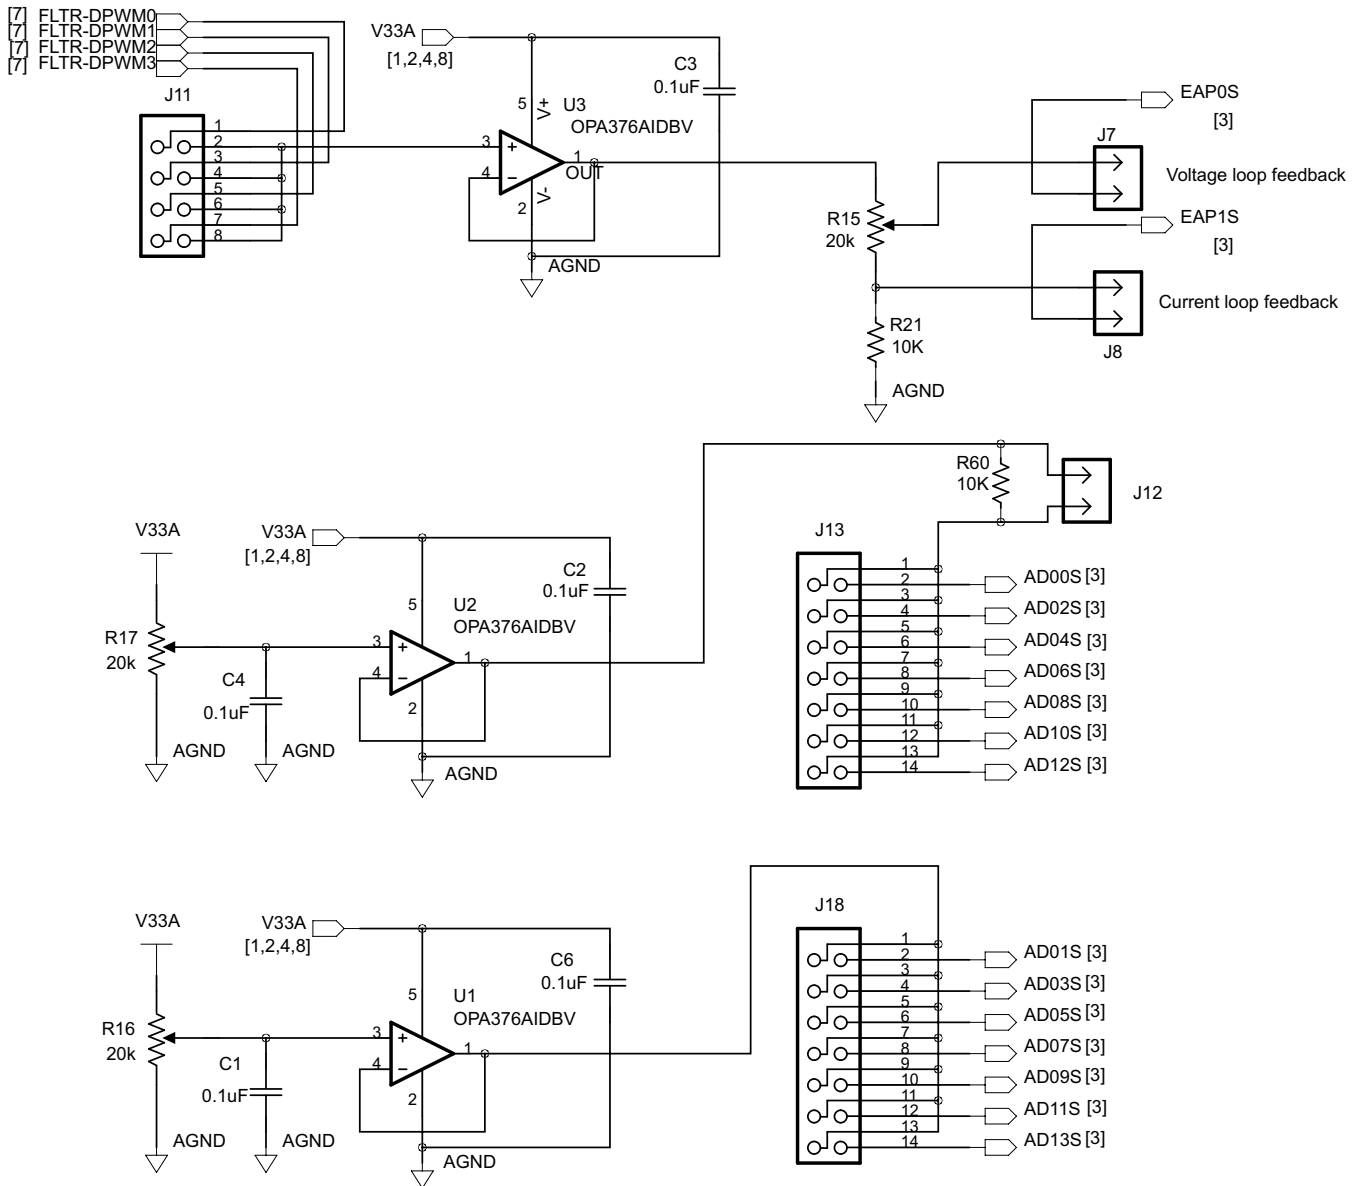 [7] FLTR-DPWM0
[7] FLTR-DPWM1
[7] FLTR-DPWM2
[7] FLTR-DPWM3
J11
1
2
3
4
5
6
7
8
V33A
[1,2,4,8]
C3
0.1uF
U3
OPA376AIDBV
5
V+
3
+
4
-
1
OUT
2
V-
AGND
R15
20k
R21
10K
AGND
EAP0S
[3]
J7
Voltage loop feedback
EAP1S
[3]
Current loop feedback
J8
V33A
R17
20k
AGND
C4
0.1uF
AGND
V33A
[1,2,4,8]
C2
0.1uF
U2
OPA376AIDBV
5
3
+
4
-
1
2
AGND
R60
10K
J12
J13
1
2
3
4
5
6
7
8
9
10
11
12
13
14
AD00S [3]
AD02S [3]
AD04S [3]
AD06S [3]
AD08S [3]
AD10S [3]
AD12S [3]
V33A
R16
20k
AGND
C1
0.1uF
AGND
V33A
[1,2,4,8]
C6
0.1uF
U1
OPA376AIDBV
5
3
+
4
-
1
2
AGND
J18
1
2
3
4
5
6
7
8
9
10
11
12
13
14
AD01S [3]
AD03S [3]
AD05S [3]
AD07S [3]
AD09S [3]
AD11S [3]
AD13S [3]